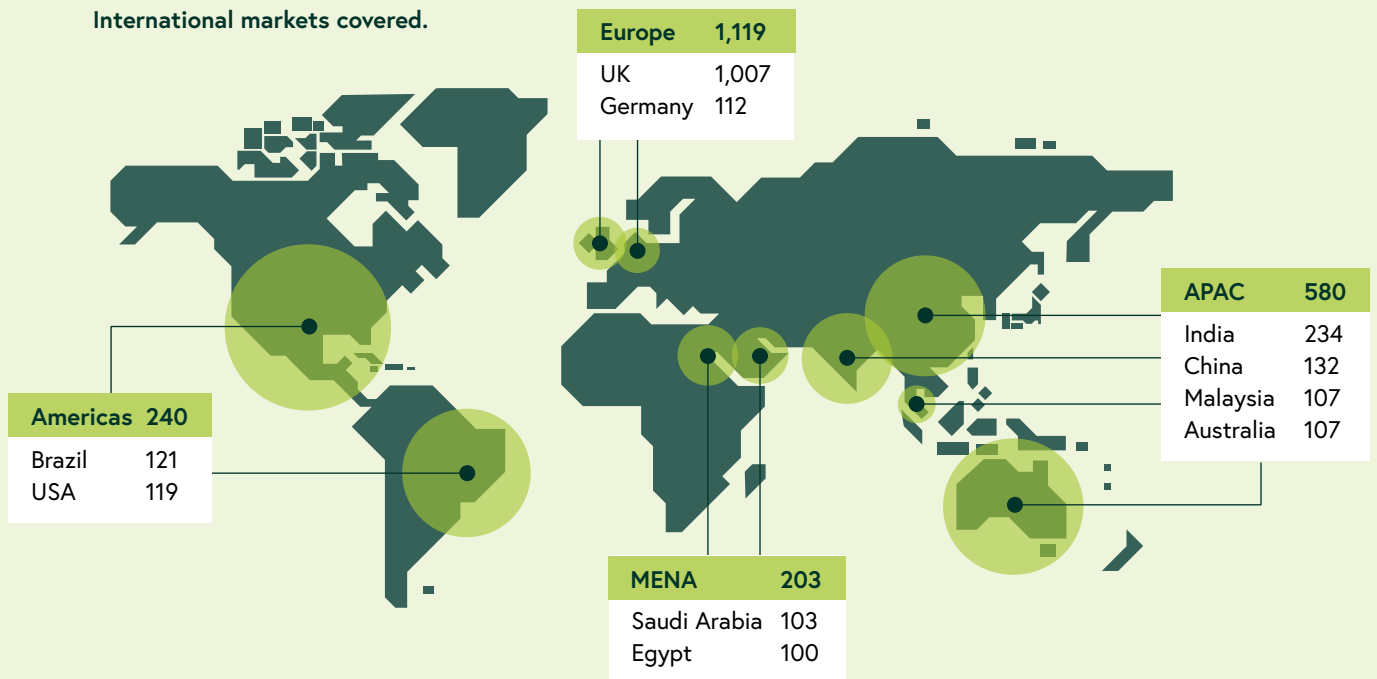 International markets covered.
Europe 1,119
UK 1,007
Germany 112
APAC 580
India 234
China 132
Malaysia 107
Australia 107
Americas 240
Brazil 121
USA 119
MENA 203
Saudi Arabia 103
Egypt 100